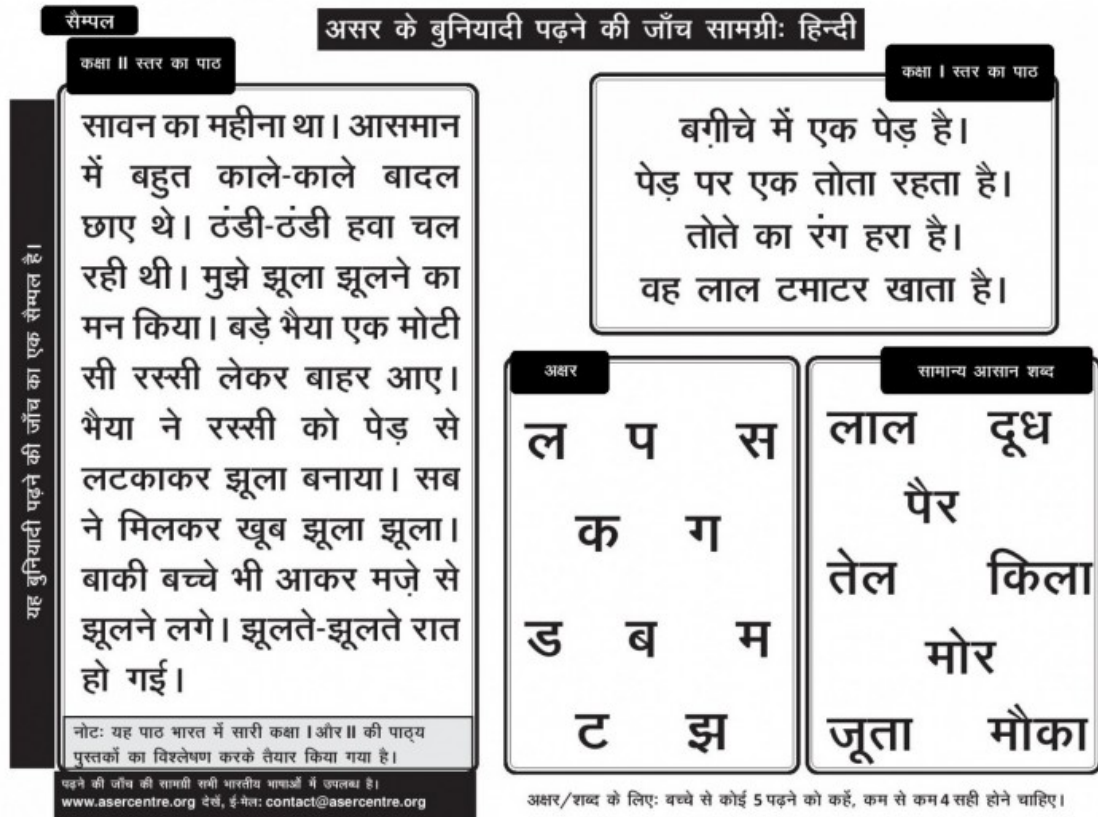 सैम्पल
असर के बुनियादी पढ़ने की जाँच सामग्रीः हिन्दी
यह बुनियादी पढ़ने की जाँच का एक सैम्पल है।
कक्षा II स्तर का पाठ
सावन का महीना था। आसमान
में बहुत काले-काले बादल
छाए थे। ठंडी-ठंडी हवा चल
रही थी। मुझे झूला झूलने का
मन किया। बड़े भैया एक मोटी
सी रस्सी लेकर बाहर आए।
भैया ने रस्सी को पेड़ से
लटकाकर झूला बनाया। सब
ने मिलकर खूब झूला झूला।
बाकी बच्चे भी आकर मज़े से
झूलने लगे। झूलते-झूलते रात
हो गई।
नोटः यह पाठ भारत में सारी कक्षा I और II की पाठ्य
पुस्तकों का विश्लेषण करके तैयार किया गया है।
पढ़ने की जाँच की सामग्री सभी भारतीय भाषाओं में उपलब्ध है।
www.asercentre.org देखें, ई-मेलः contact@asercentre.org
कक्षा I स्तर का पाठ
बग़ीचे में एक पेड़ है।
पेड़ पर एक तोता रहता है।
तोते का रंग हरा है।
वह लाल टमाटर खाता है।
अक्षर
ल प स
क ग
ड ब म
ट झ
सामान्य आसान शब्द
लाल दूध
पैर
तेल किला
मोर
जूता मौका
अक्षर/शब्द के लिएः बच्चे से कोई 5 पढ़ने को कहें, कम से कम 4 सही होने चाहिए।